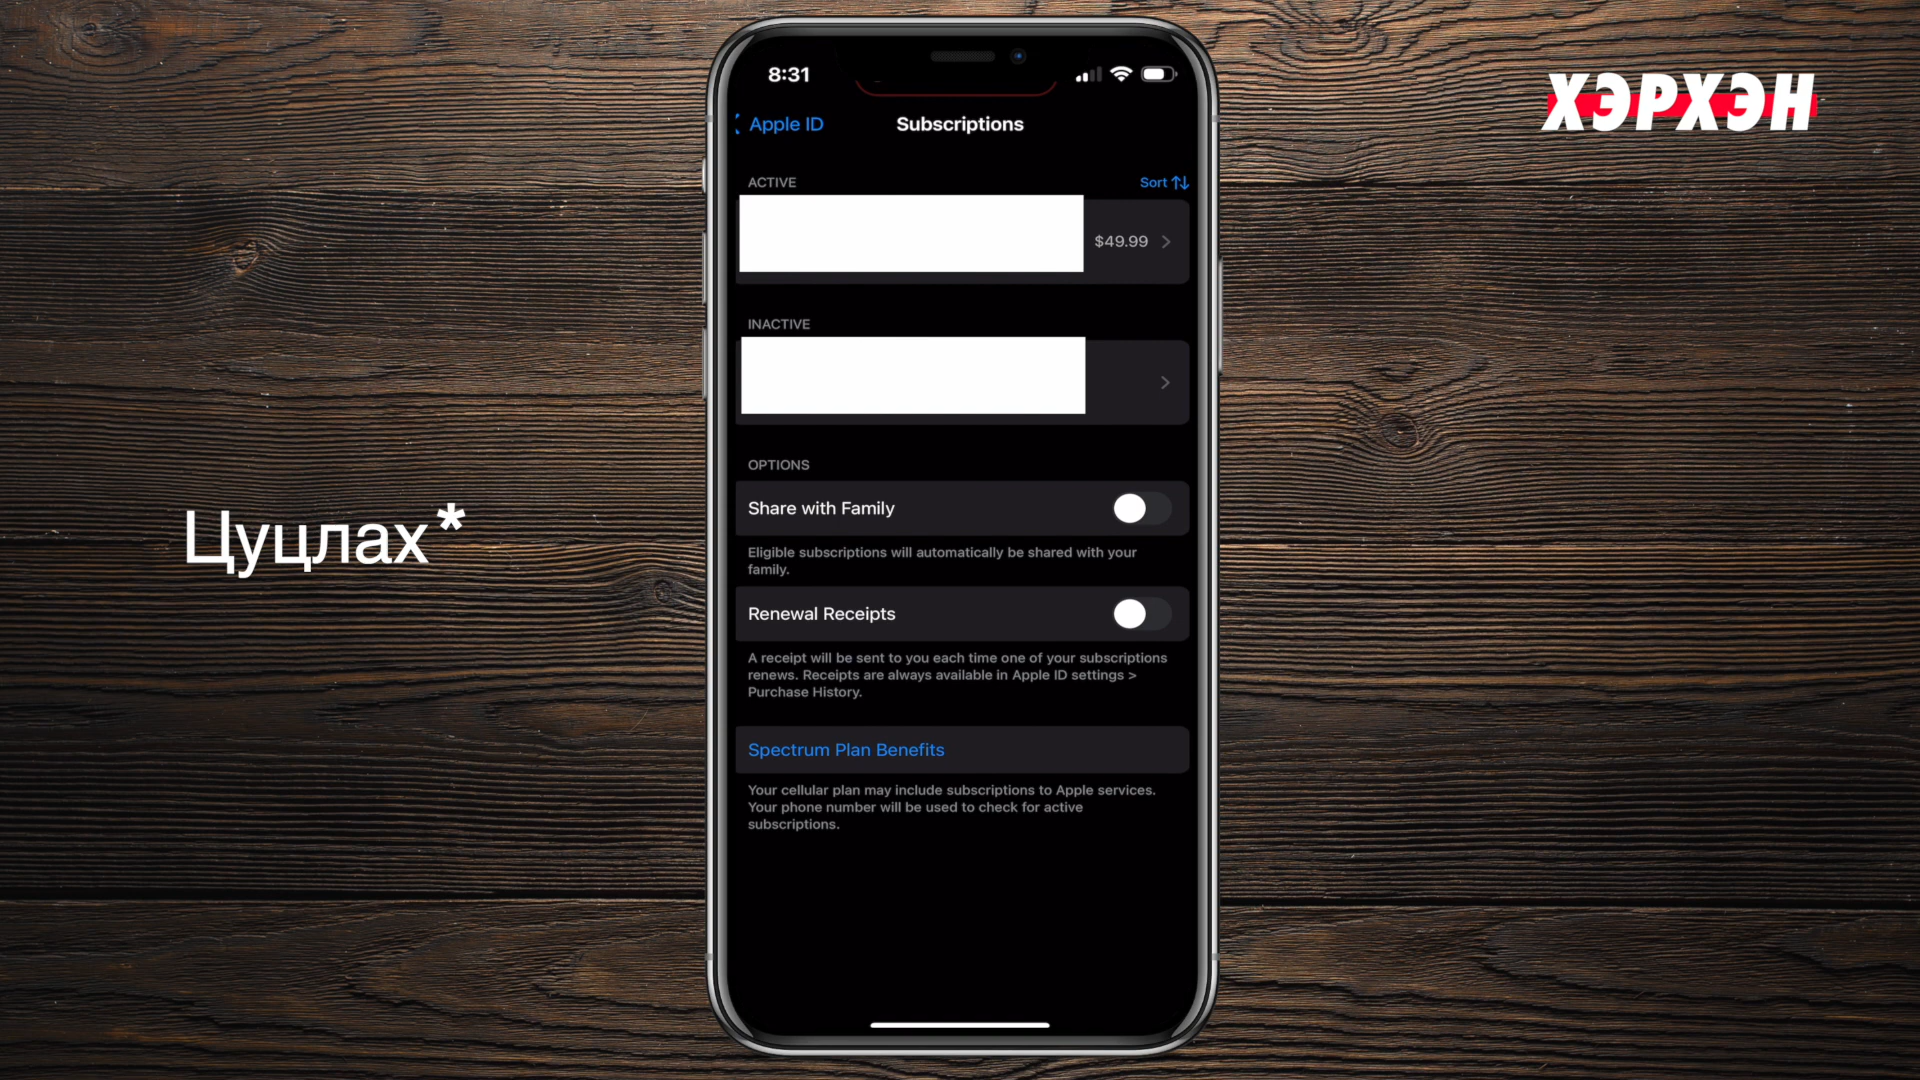 8:31
ХЭРХЭН
Apple ID
Subscriptions
ACTIVE
Sort
$49.99
INACTIVE
OPTIONS
Share with Family
Eligible subscriptions will automatically be shared with your
family.
Цуцлах*
Renewal Receipts
A receipt will be sent to you each time one of your subscriptions
renews. Receipts are always available in Apple ID settings >
Purchase History.
Spectrum Plan Benefits
Your cellular plan may include subscriptions to Apple services.
Your phone number will be used to check for active
subscriptions.